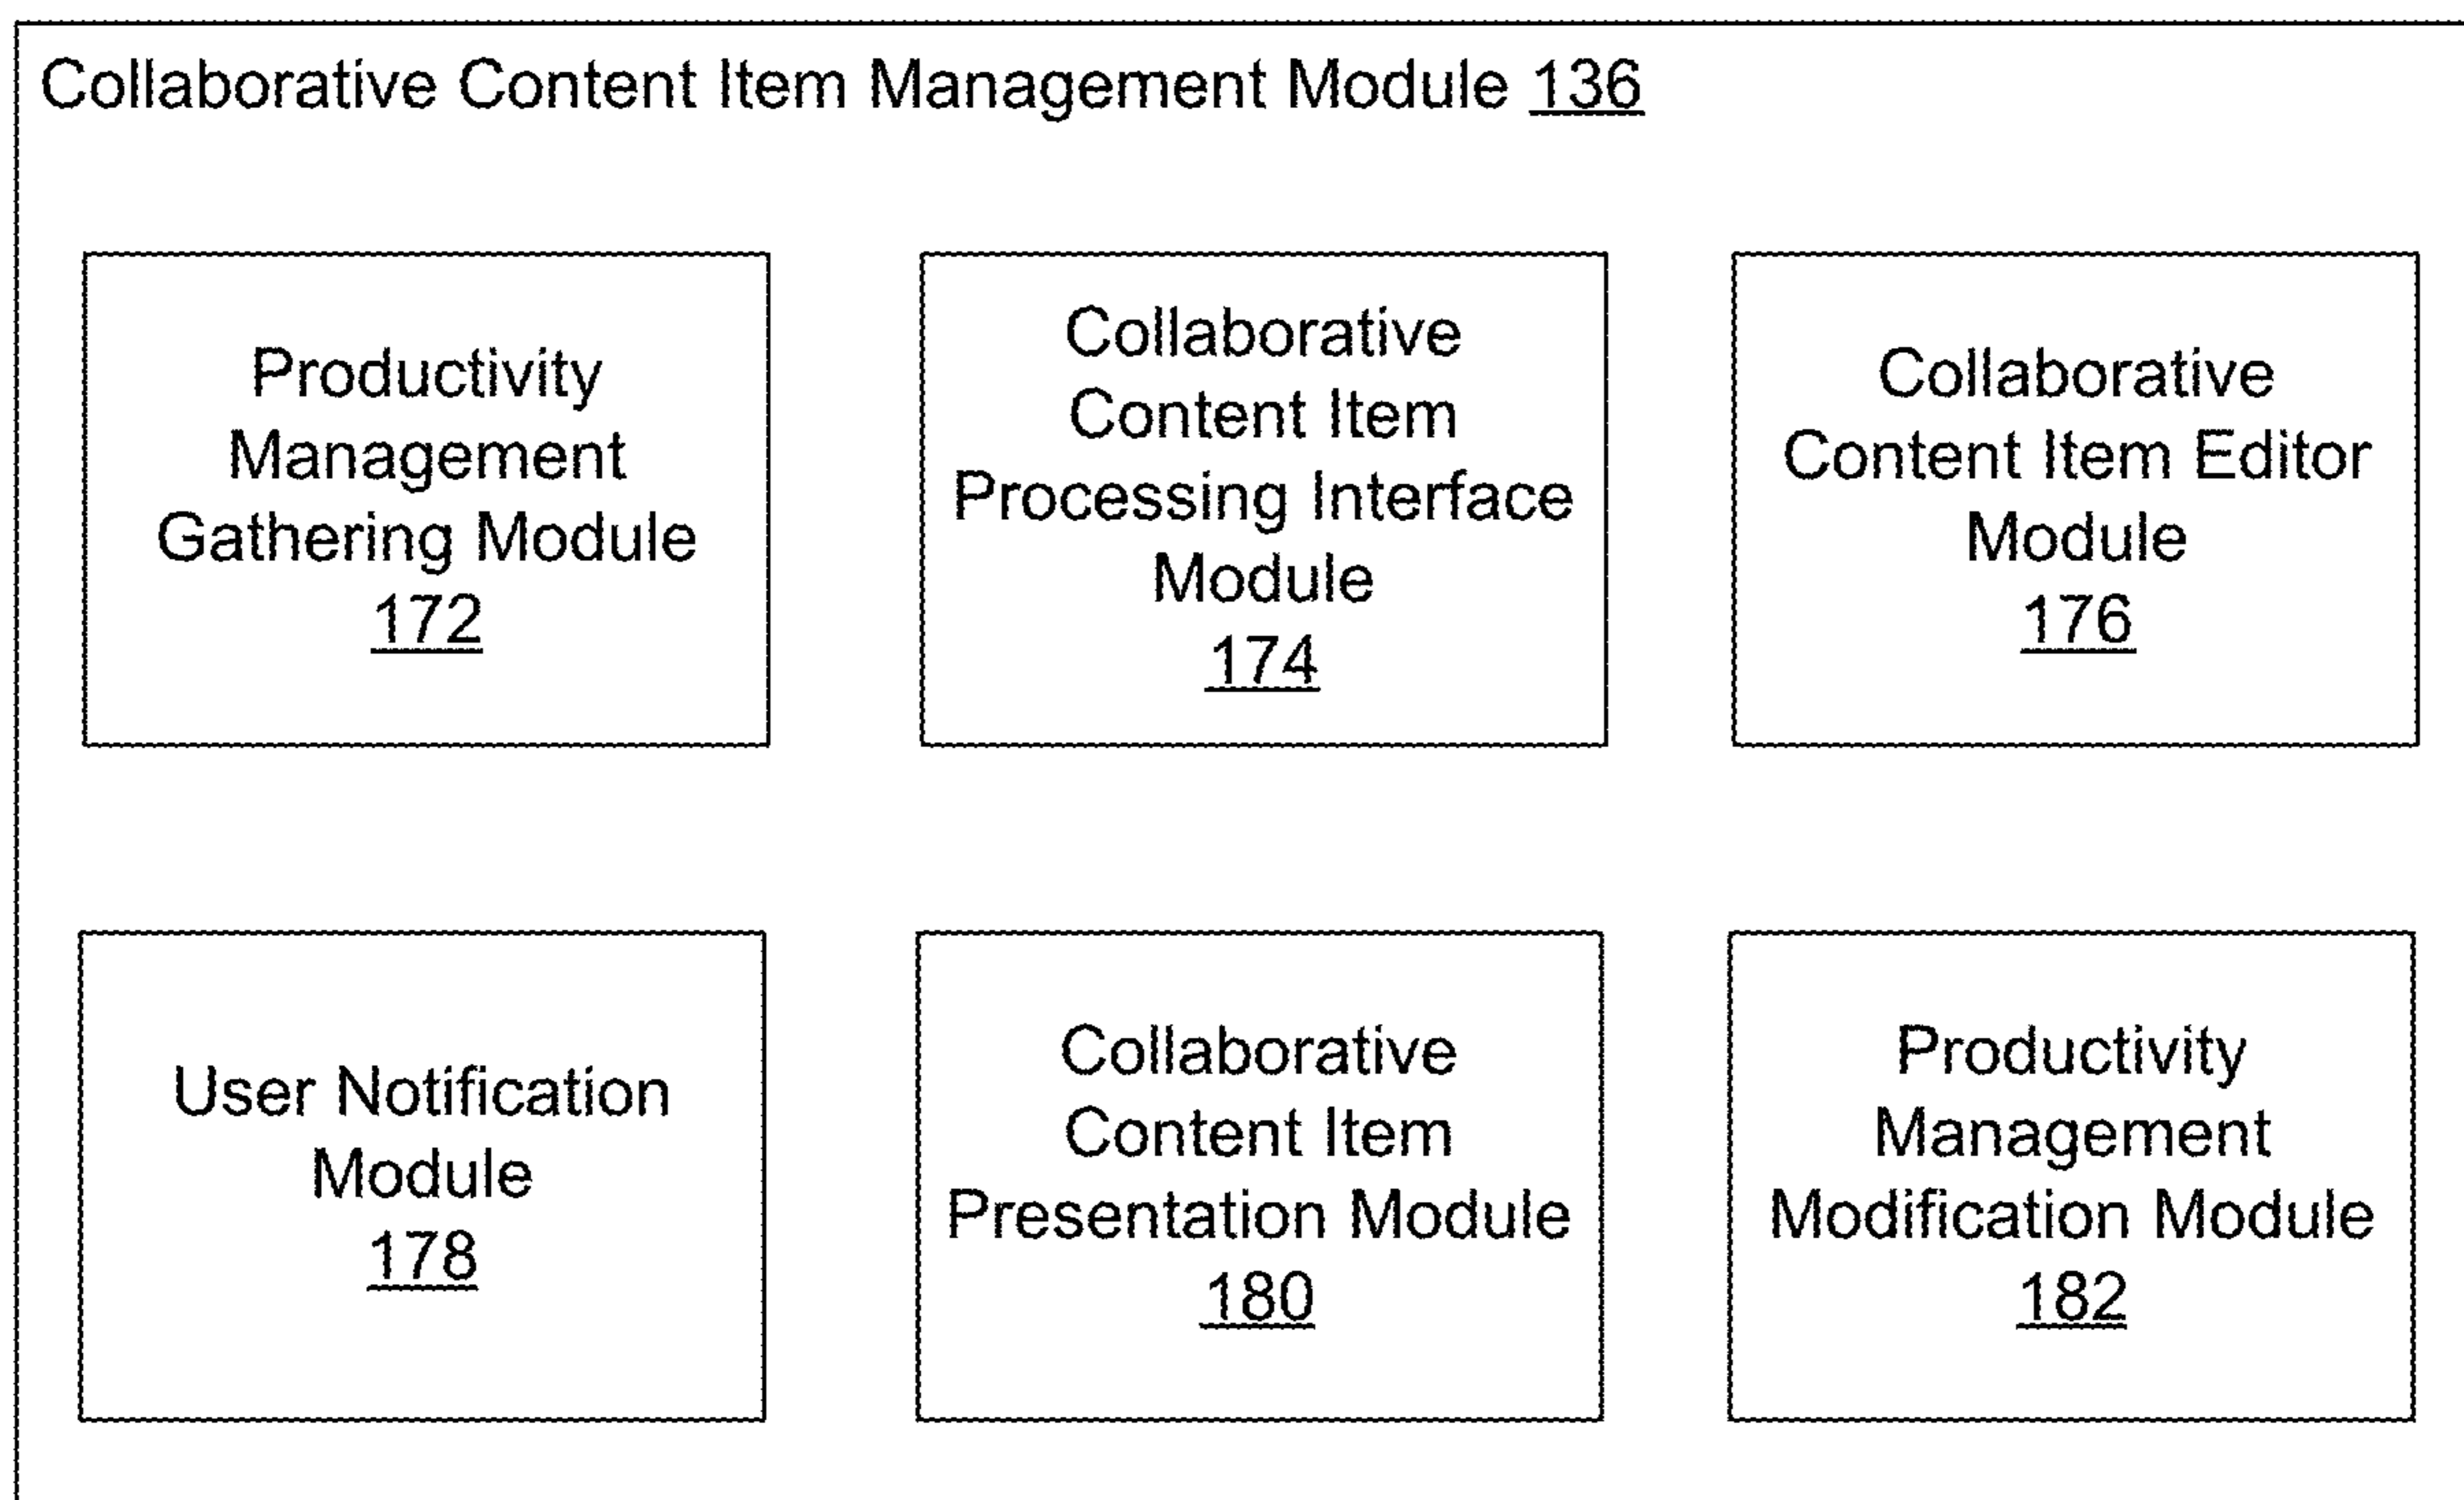 Collaborative Content Item Management Module 136
Productivity
Management
Gathering Module
172
Collaborative
Content Item
Processing Interface
Module
174
Collaborative
Content Item Editor
Module
176
User Notification
Module
178
Collaborative
Content Item
Presentation Module
180
Productivity
Management
Modification Module
182